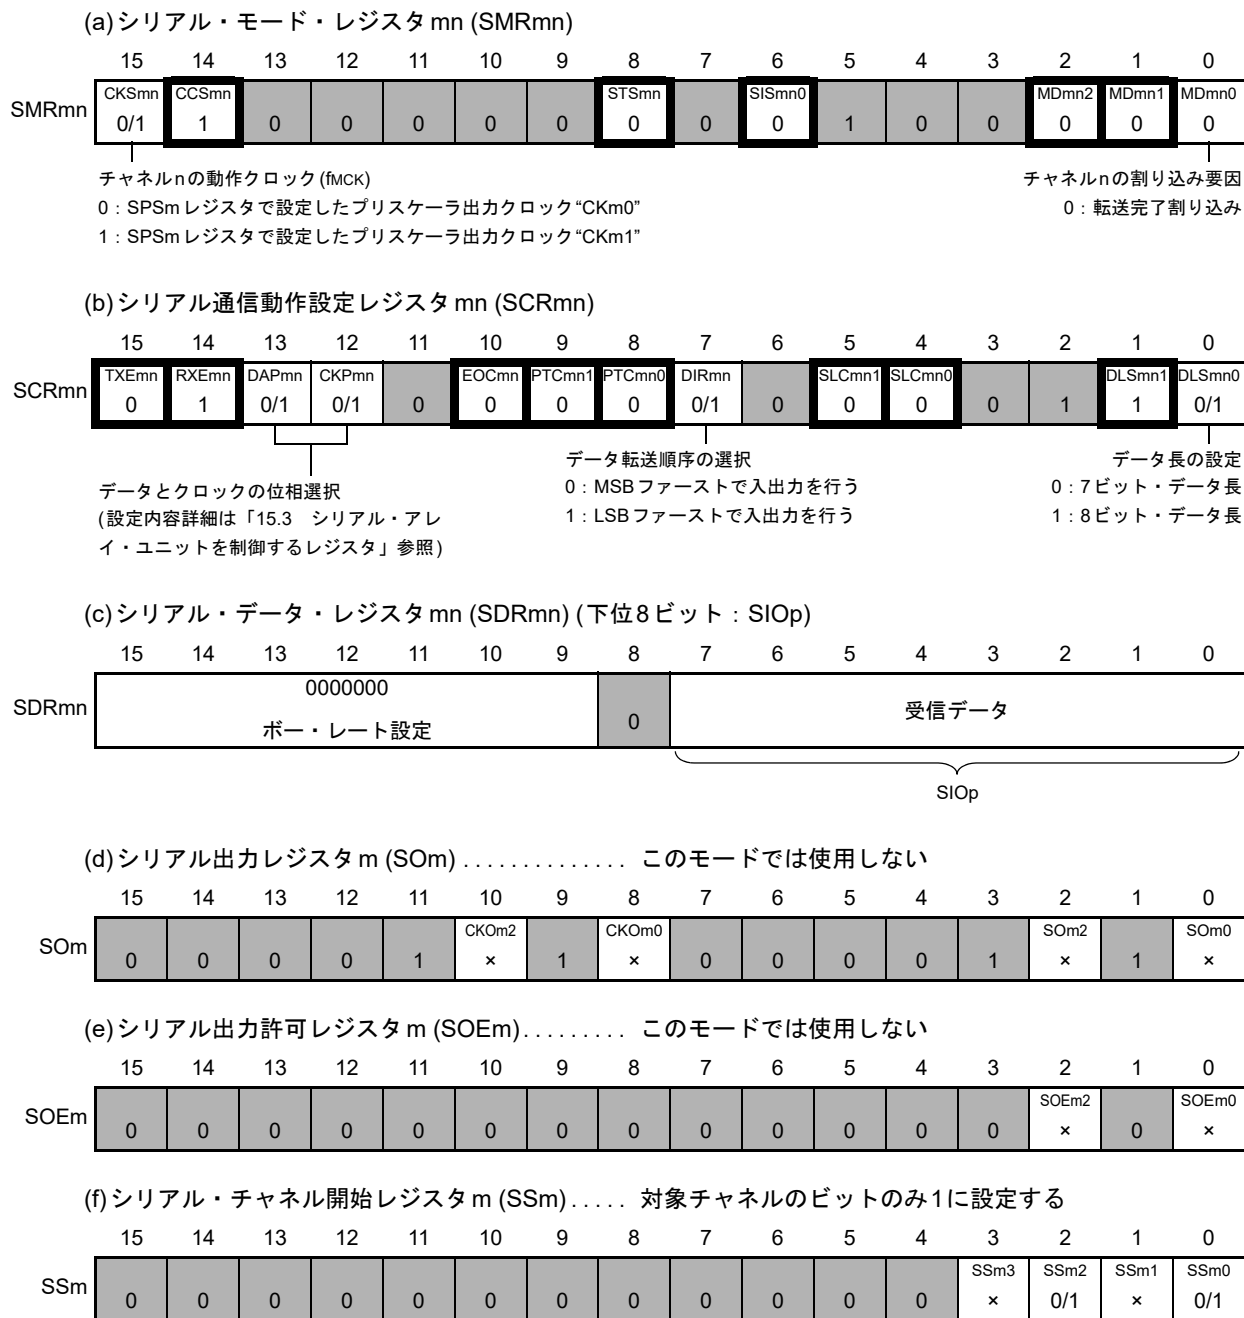 (a)シリアル・モード・レジスタmn (SMRmn)
15 14 13 12 11 10 9 8 7 6 5 4 3 2 1 0
CKSmn CCSmn STSmn SISmn0 MDmn2 MDmn1 MDmn0
SMRmn 0/1 1 0 0 0 0 0 0 0 0 1 0 0 0 0 0
チャネルnの動作クロック(fMCK) チャネルnの割り込み要因
0：SPSmレジスタで設定したプリスケーラ出力クロック“CKm0” 0：転送完了割り込み
1：SPSmレジスタで設定したプリスケーラ出力クロック“CKm1”
(b)シリアル通信動作設定レジスタmn (SCRmn)
15 14 13 12 11 10 9 8 7 6 5 4 3 2 1 0
TXEmn RXEmn DAPmn CKPmn EOCmn PTCmn1 PTCmn0 DIRmn SLCmn1 SLCmn0 DLSmn1 DLSmn0
SCRmn 0 1 0/1 0/1 0 0 0 0 0/1 0 0 0 0 1 1 0/1
データとクロックの位相選択
(設定内容詳細は「15.3　シリアル・アレ
イ・ユニットを制御するレジスタ」参照)
データ転送順序の選択
0：MSBファーストで入出力を行う
1：LSBファーストで入出力を行う
データ長の設定
0：7ビット・データ長
1：8ビット・データ長
(c)シリアル・データ・レジスタmn (SDRmn) (下位8ビット：SIOp)
15 14 13 12 11 10 9 8 7 6 5 4 3 2 1 0
SDRmn 0000000
ボー・レート設定 0 受信データ
SIOp
(d)シリアル出力レジスタm (SOm) . . . . . . . . . . . . . . このモードでは使用しない
15 14 13 12 11 10 9 8 7 6 5 4 3 2 1 0
CKOm2 CKOm0 SOm2 SOm0
SOm 0 0 0 0 1 × 1 × 0 0 0 0 1 × 1 ×
(e)シリアル出力許可レジスタm (SOEm). . . . . . . . . このモードでは使用しない
15 14 13 12 11 10 9 8 7 6 5 4 3 2 1 0
SOEm2 SOEm0
SOEm 0 0 0 0 0 0 0 0 0 0 0 0 0 × 0 ×
(f)シリアル・チャネル開始レジスタm (SSm) . . . . . 対象チャネルのビットのみ1に設定する
15 14 13 12 11 10 9 8 7 6 5 4 3 2 1 0
SSm3 SSm2 SSm1 SSm0
SSm 0 0 0 0 0 0 0 0 0 0 0 0 × 0/1 × 0/1